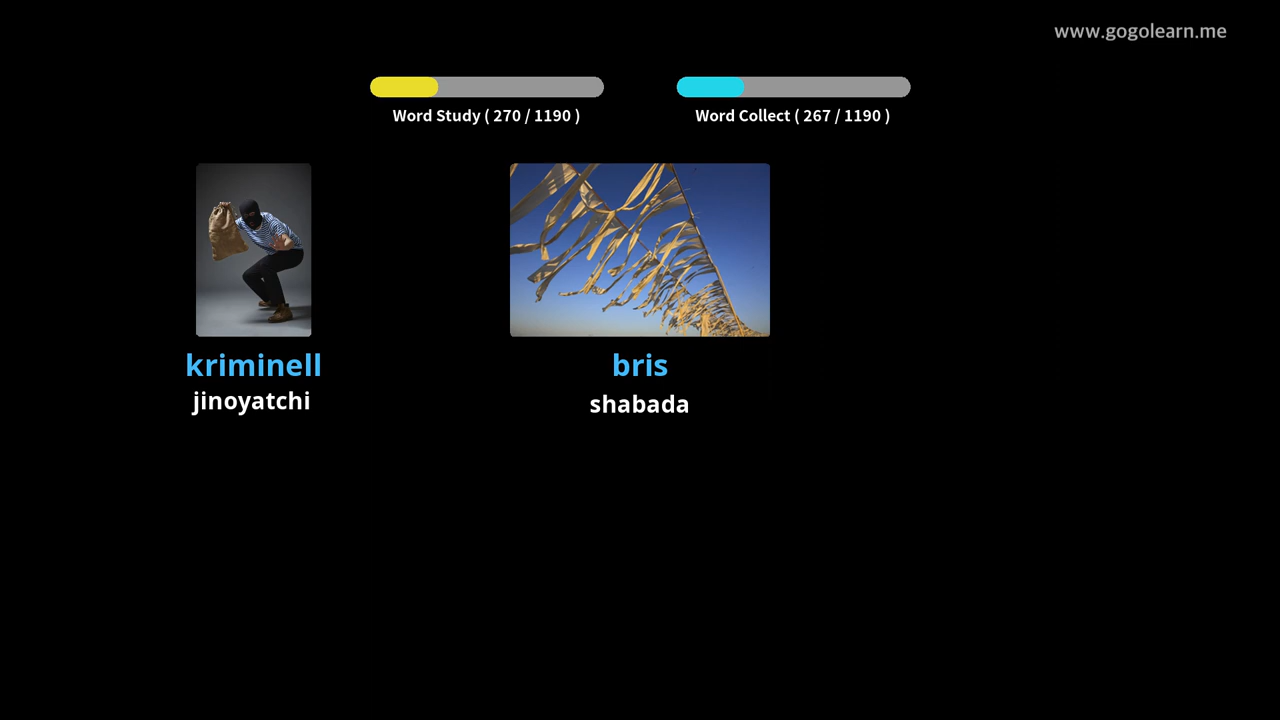 www.gogolearn.me
Word Study ( 270 / 1190 )
Word Collect ( 267 / 1190 )
kriminell
jinoyatchi
bris
shabada